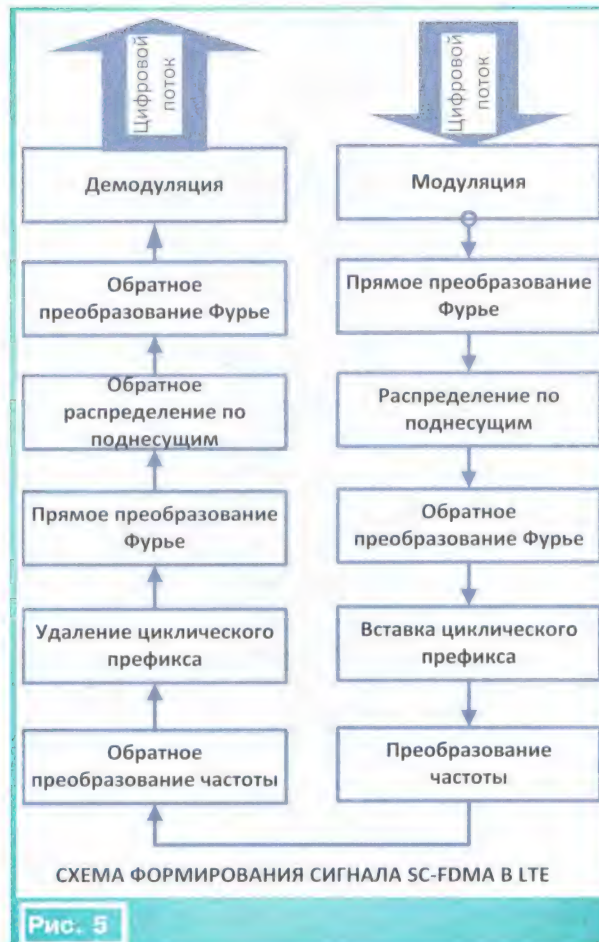 Цифровой
поток
Цифровой
поток
Демодуляция
Модуляция
Обратное
преобразование Фурье
Прямое преобразование
Фурье
Обратное
распределение по
поднесущим
Распределение по
поднесущим
Прямое преобразование
Фурье
Обратное
преобразование Фурье
Удаление циклического
префикса
Вставка циклического
префикса
Обратное
преобразование частоты
Преобразование
частоты
СХЕМА ФОРМИРОВАНИЯ СИГНАЛА SC-FDMA В LTE
Рис. 5